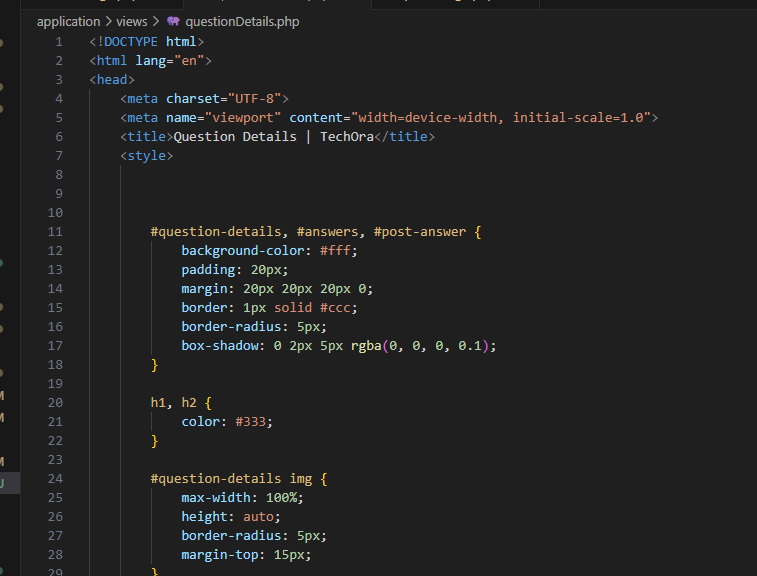 application > views > questionDetails.php
1 <!DOCTYPE html>
2 <html lang="en">
3 <head>
4 <meta charset="UTF-8">
5 <meta name="viewport" content="width=device-width, initial-scale=1.0">
6 <title>Question Details | TechOra</title>
7 <style>
8
9
10
11 #question-details, #answers, #post-answer {
12 background-color: #fff;
13 padding: 20px;
14 margin: 20px 20px 20px 0;
15 border: 1px solid #ccc;
16 border-radius: 5px;
17 box-shadow: 0 2px 5px rgba(0, 0, 0, 0.1);
18 }
19
20 h1, h2 {
21 color: #333;
22 }
23
24 #question-details img {
25 max-width: 100%;
26 height: auto;
27 border-radius: 5px;
28 margin-top: 15px;
29 }